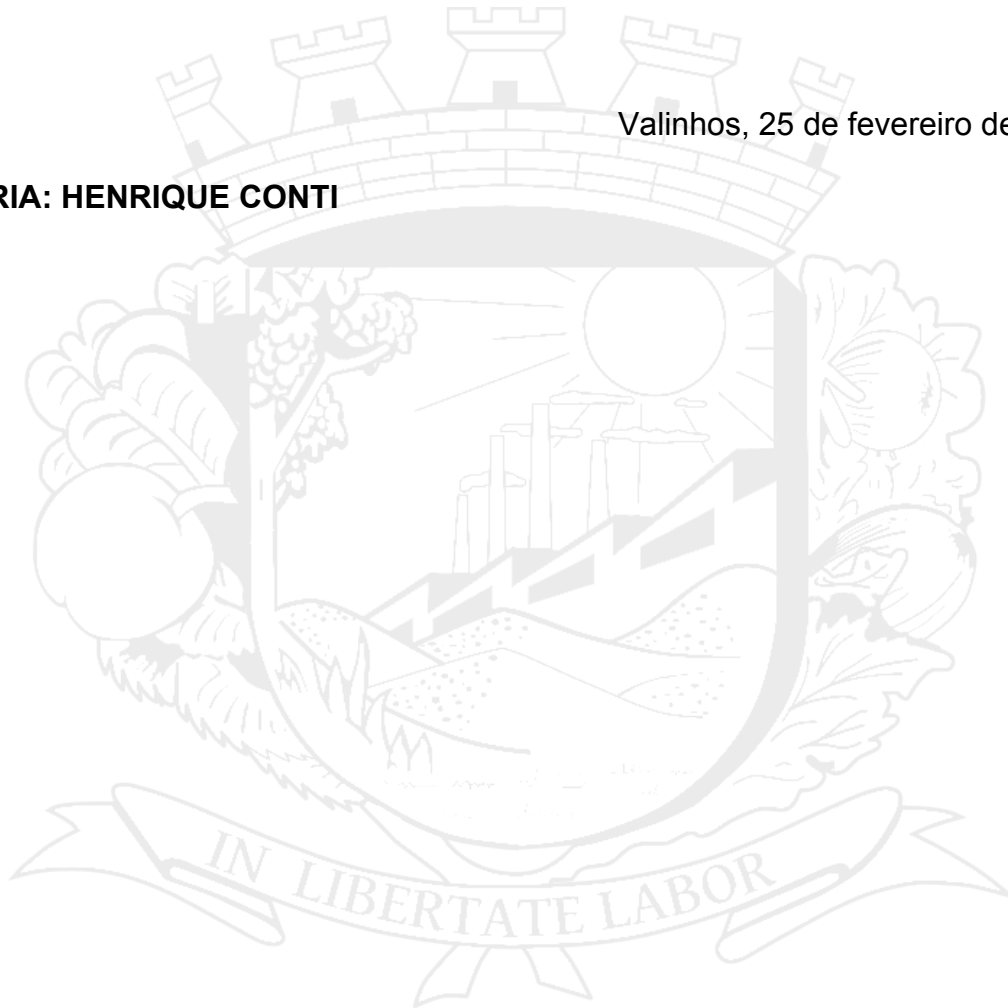 Valinhos, 25 de fevereiro de
RIA: HENRIQUE CONTI
IN LIBERTATE LABOR